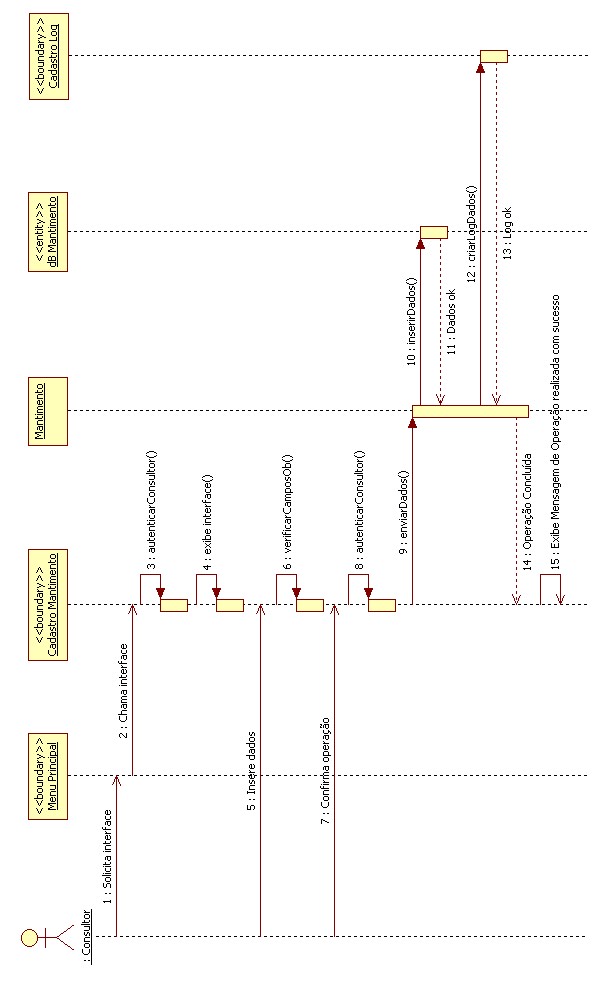 : Consultor
<<boundary>>
Menu Principal
<<boundary>>
Cadastro Mantimento
Mantimento
<<entity>>
dB Mantimento
<<boundary>>
Cadastro Log
1 : Solicita interface
2 : Chama interface
3 : autenticarConsultor()
4 : exibe interface()
5 : Insere dados
6 : verificarCamposOb()
7 : Confirma operação
8 : autenticarConsultor()
9 : enviarDados()
10 : inserirDados()
11 : Dados ok
12 : criarLogDados()
13 : Log ok
14 : Operação Concluída
15 : Exibe Mensagem de Operação realizada com sucesso